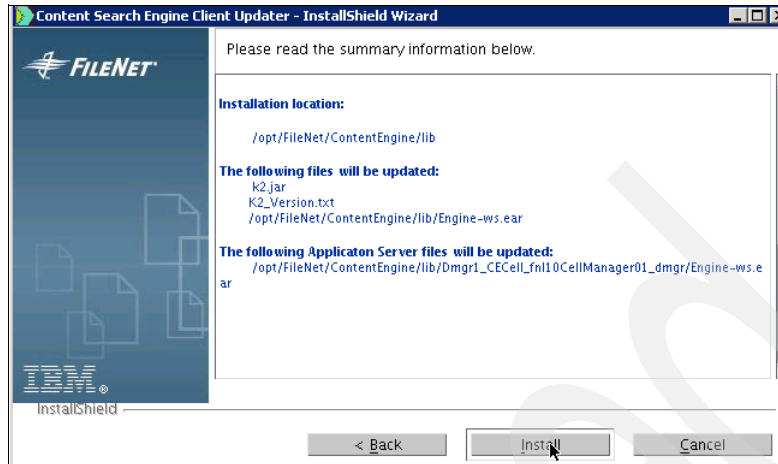 Content Search Engine Client Updater - InstallShield Wizard
FILENET
Please read the summary information below.
Installation location:
/opt/FileNet/ContentEngine/lib
The following files will be updated:
k2.jar
K2_Version.txt
/opt/FileNet/ContentEngine/lib/Engine-ws.ear
The following Applicaton Server files will be updated:
/opt/FileNet/ContentEngine/lib/Dmgr1_CECell_fnl10CellManager01_dmgr/Engine-ws.e
ar
IBM®
InstallShield
< Back
Install
Cancel